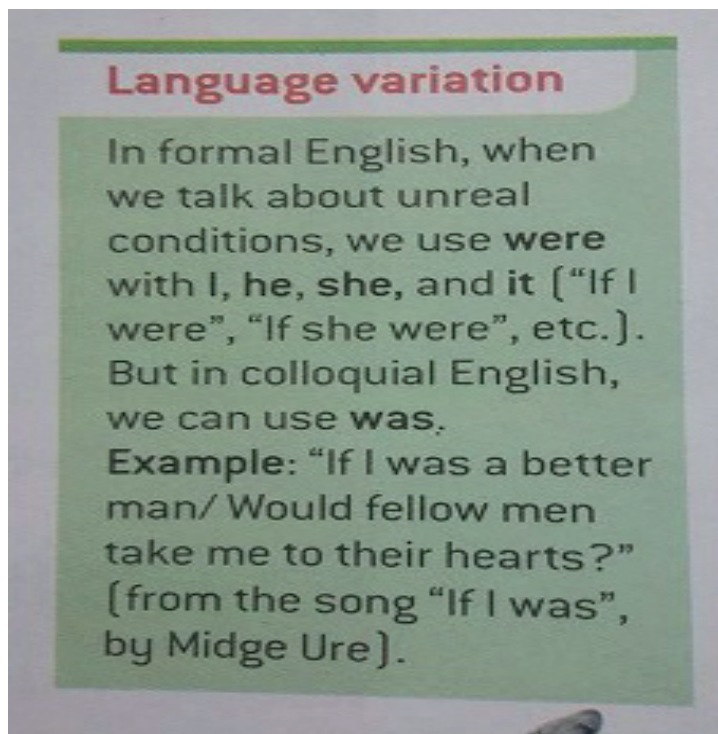 Language variation
In formal English, when
we talk about unreal
conditions, we use were
with I, he, she, and it (“If I
were”, “If she were”, etc.).
But in colloquial English,
we can use was.
Example: “If I was a better
man/ Would fellow men
take me to their hearts?”
(from the song “If I was”,
by Midge Ure).